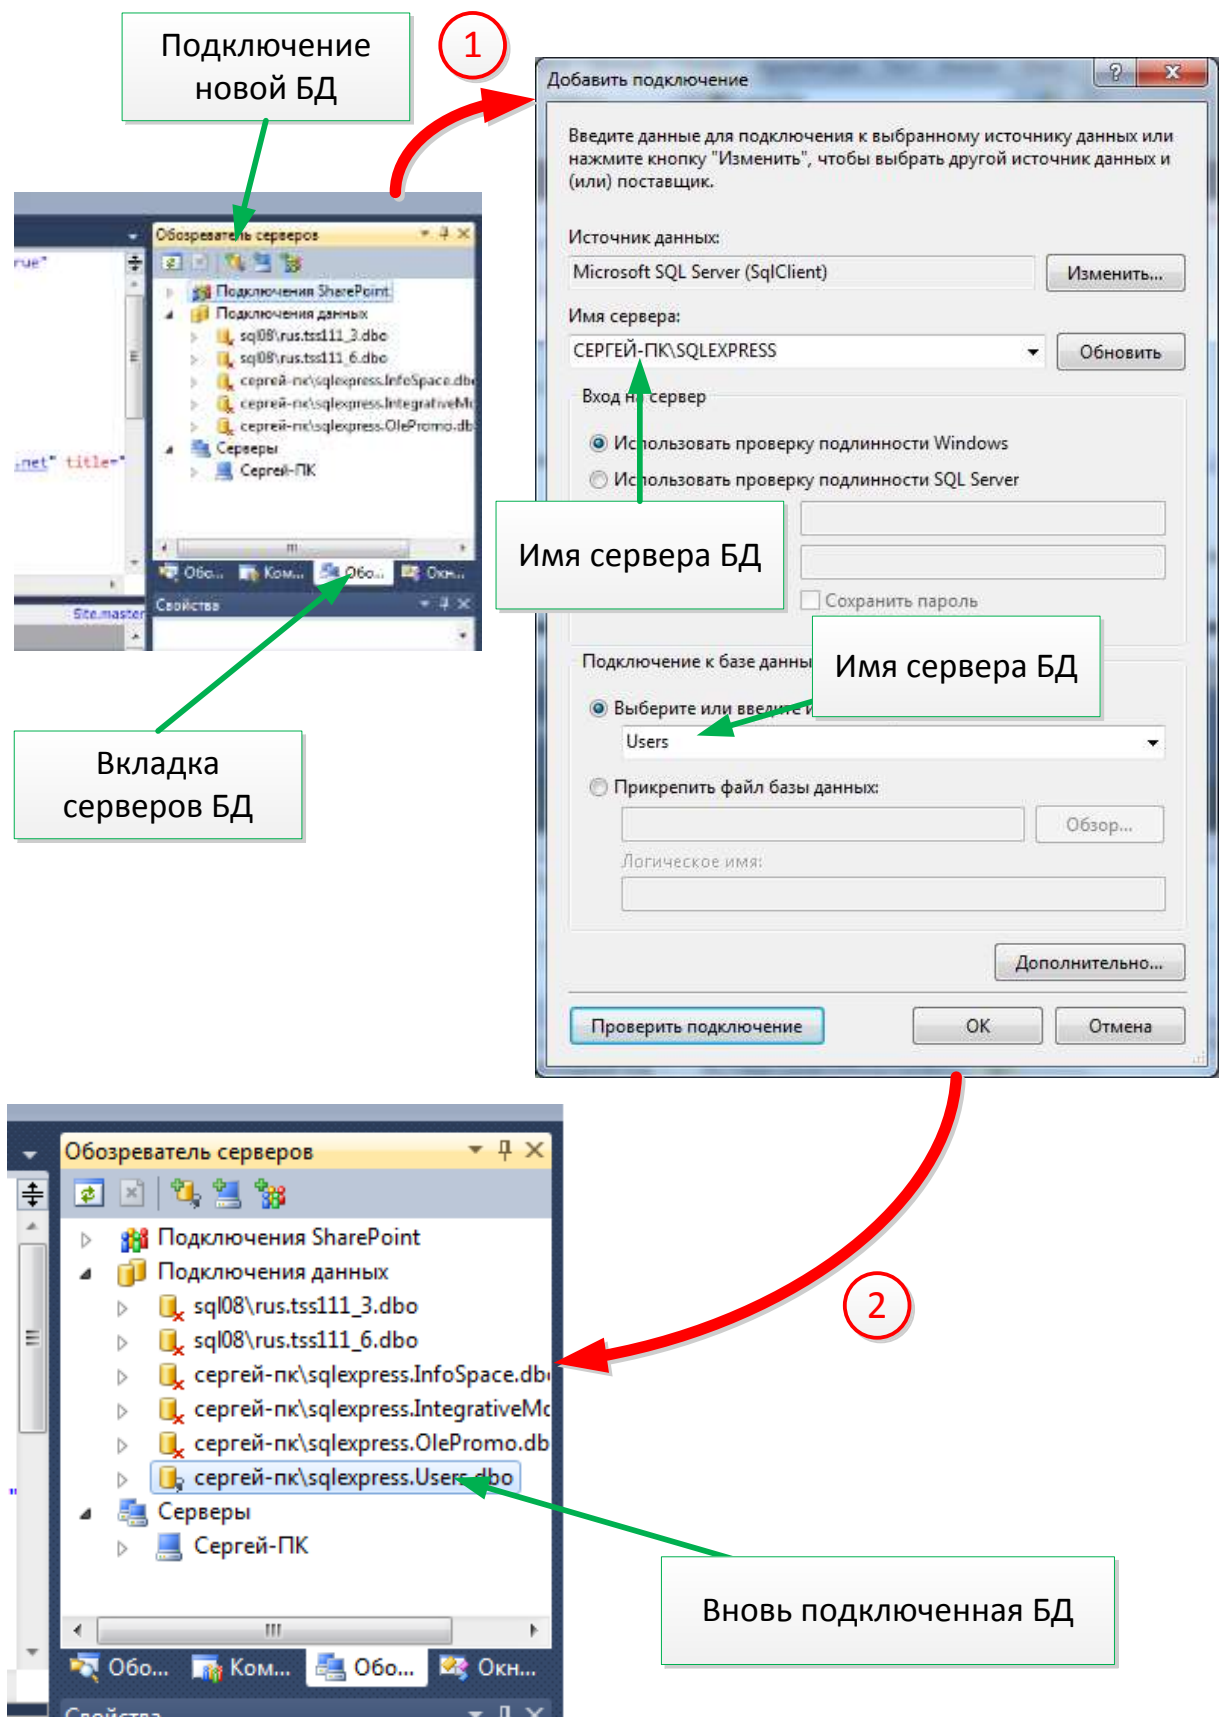 Подключение
новой БД
1
Обозреватель серверов
rue"
Подключения SharePoint
Подключения данных
sql08\rus.tss111_3.dbo
sql08\rus.tss111_6.dbo
сергей-пк\sqlexpress.InfoSpace.db
сергей-пк\sqlexpress.IntegrativeMc
сергей-пк\sqlexpress.OlePromo.db
.net" title="
Серверы
Сергей-ПК
Обо... Ком... Обо... Окн...
Site.master
Свойства
Вкладка
серверов БД
Добавить подключение
Введите данные для подключения к выбранному источнику данных или
нажмите кнопку "Изменить", чтобы выбрать другой источник данных и
(или) поставщик.
Источник данных:
Microsoft SQL Server (SqlClient)
Изменить...
Имя сервера:
СЕРГЕЙ-ПК\SQLEXPRESS
Обновить
Вход на сервер
Использовать проверку подлинности Windows
Использовать проверку подлинности SQL Server
Имя сервера БД
Сохранить пароль
Подключение к базе данны
Имя сервера БД
Выберите или введите и
Users
Прикрепить файл базы данных:
Обзор...
Логическое имя:
Дополнительно...
Проверить подключение
ОК
Отмена
2
Обозреватель серверов
Подключения SharePoint
Подключения данных
sql08\rus.tss111_3.dbo
sql08\rus.tss111_6.dbo
сергей-пк\sqlexpress.InfoSpace.db
сергей-пк\sqlexpress.IntegrativeMc
сергей-пк\sqlexpress.OlePromo.db
сергей-пк\sqlexpress.Users.dbo
"
Серверы
Сергей-ПК
Вновь подключенная БД
Обо... Ком... Обо... Окн...
Свойства